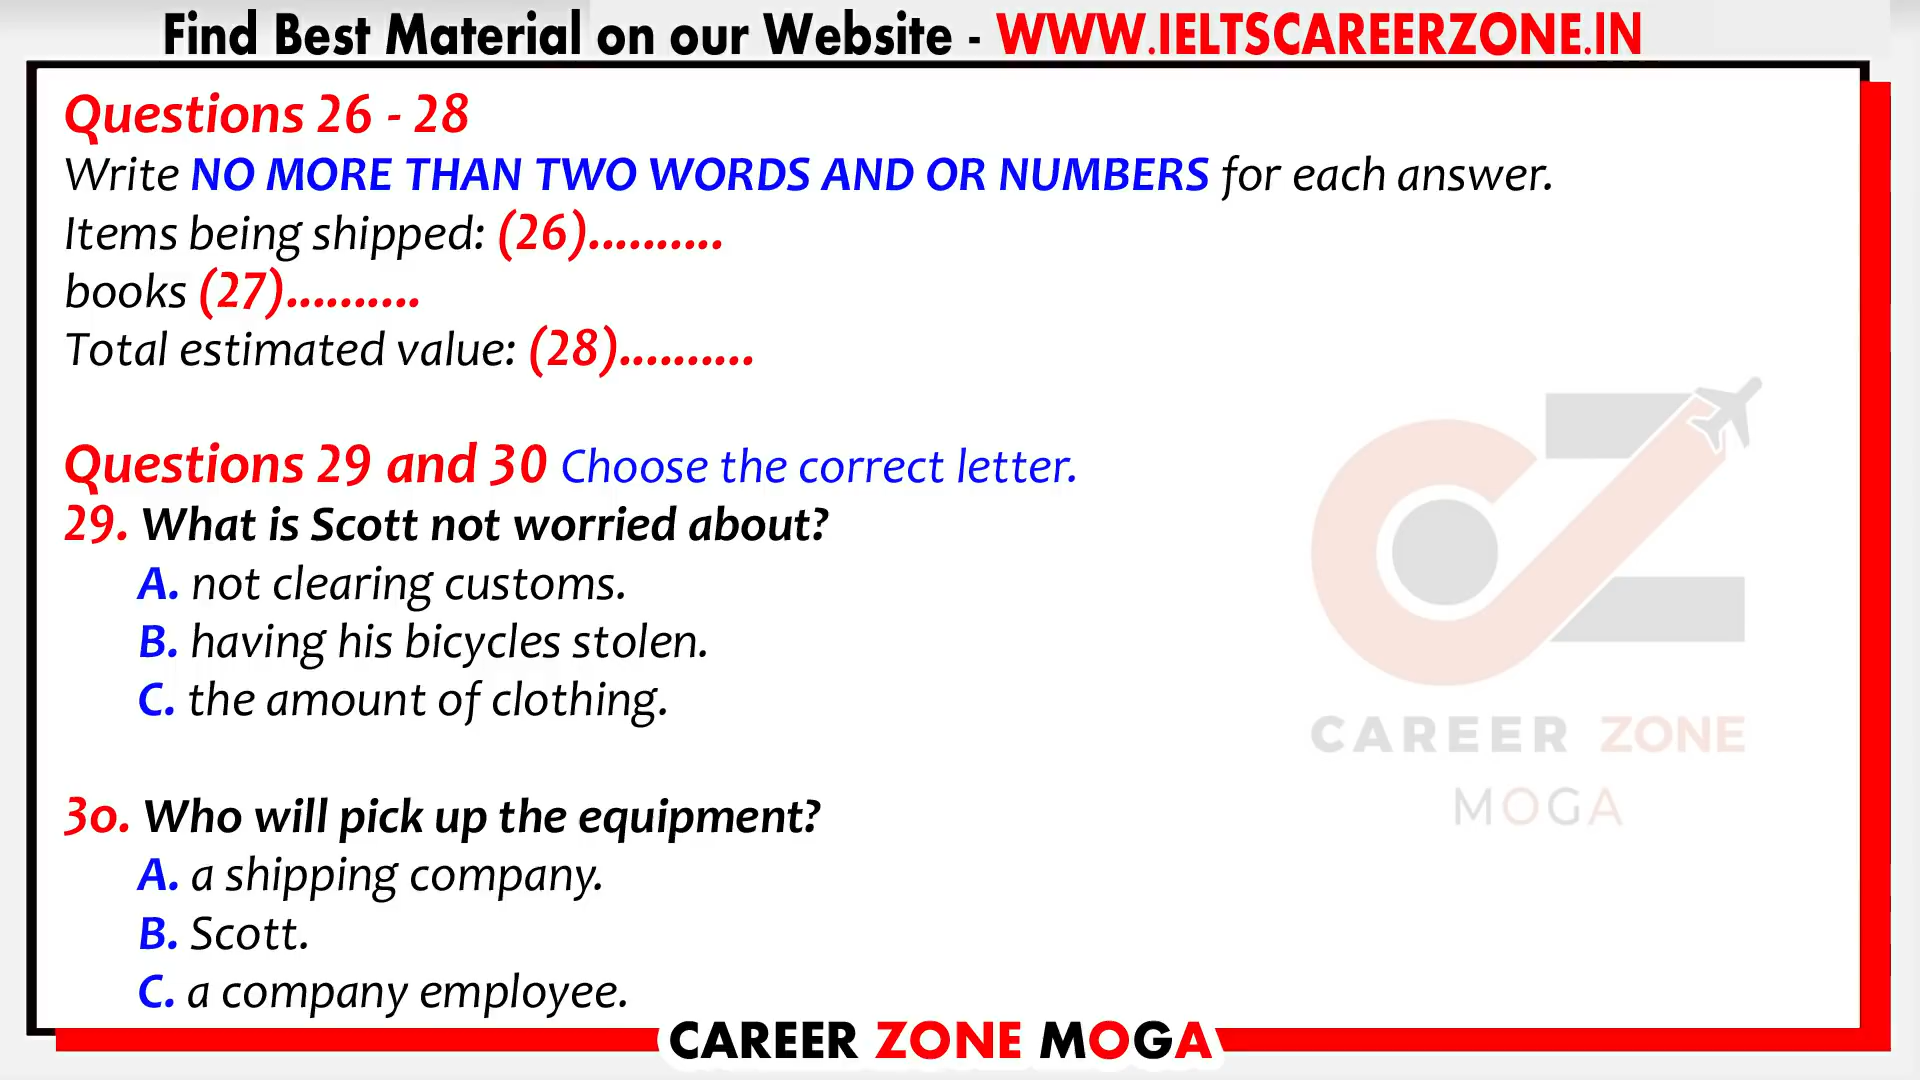 Find Best Material on our Website - WWW.IELTSCAREERZONE.IN
Questions 26 - 28
Write NO MORE THAN TWO WORDS AND OR NUMBERS for each answer.
Items being shipped: (26)..........
books (27)..........
Total estimated value: (28)..........
Questions 29 and 30 Choose the correct letter.
29. What is Scott not worried about?
A. not clearing customs.
B. having his bicycles stolen.
C. the amount of clothing.
30. Who will pick up the equipment?
A. a shipping company.
B. Scott.
C. a company employee.
CAREER ZONE
MOGA
CAREER ZONE MOGA